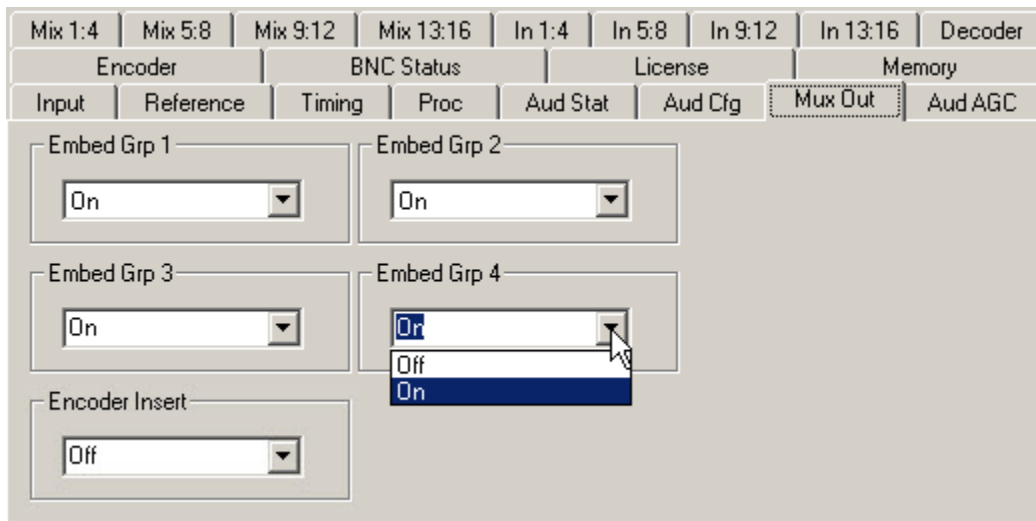 Mix 1:4 Mix 5:8 Mix 9:12 Mix 13:16 In 1:4 In 5:8 In 9:12 In 13:16 Decoder
Encoder BNC Status License Memory
Input Reference Timing Proc Aud Stat Aud Cfg Mux Out Aud AGC
Embed Grp 1 Embed Grp 2
On On
Embed Grp 3 Embed Grp 4
On On
Off
On
Encoder Insert
Off